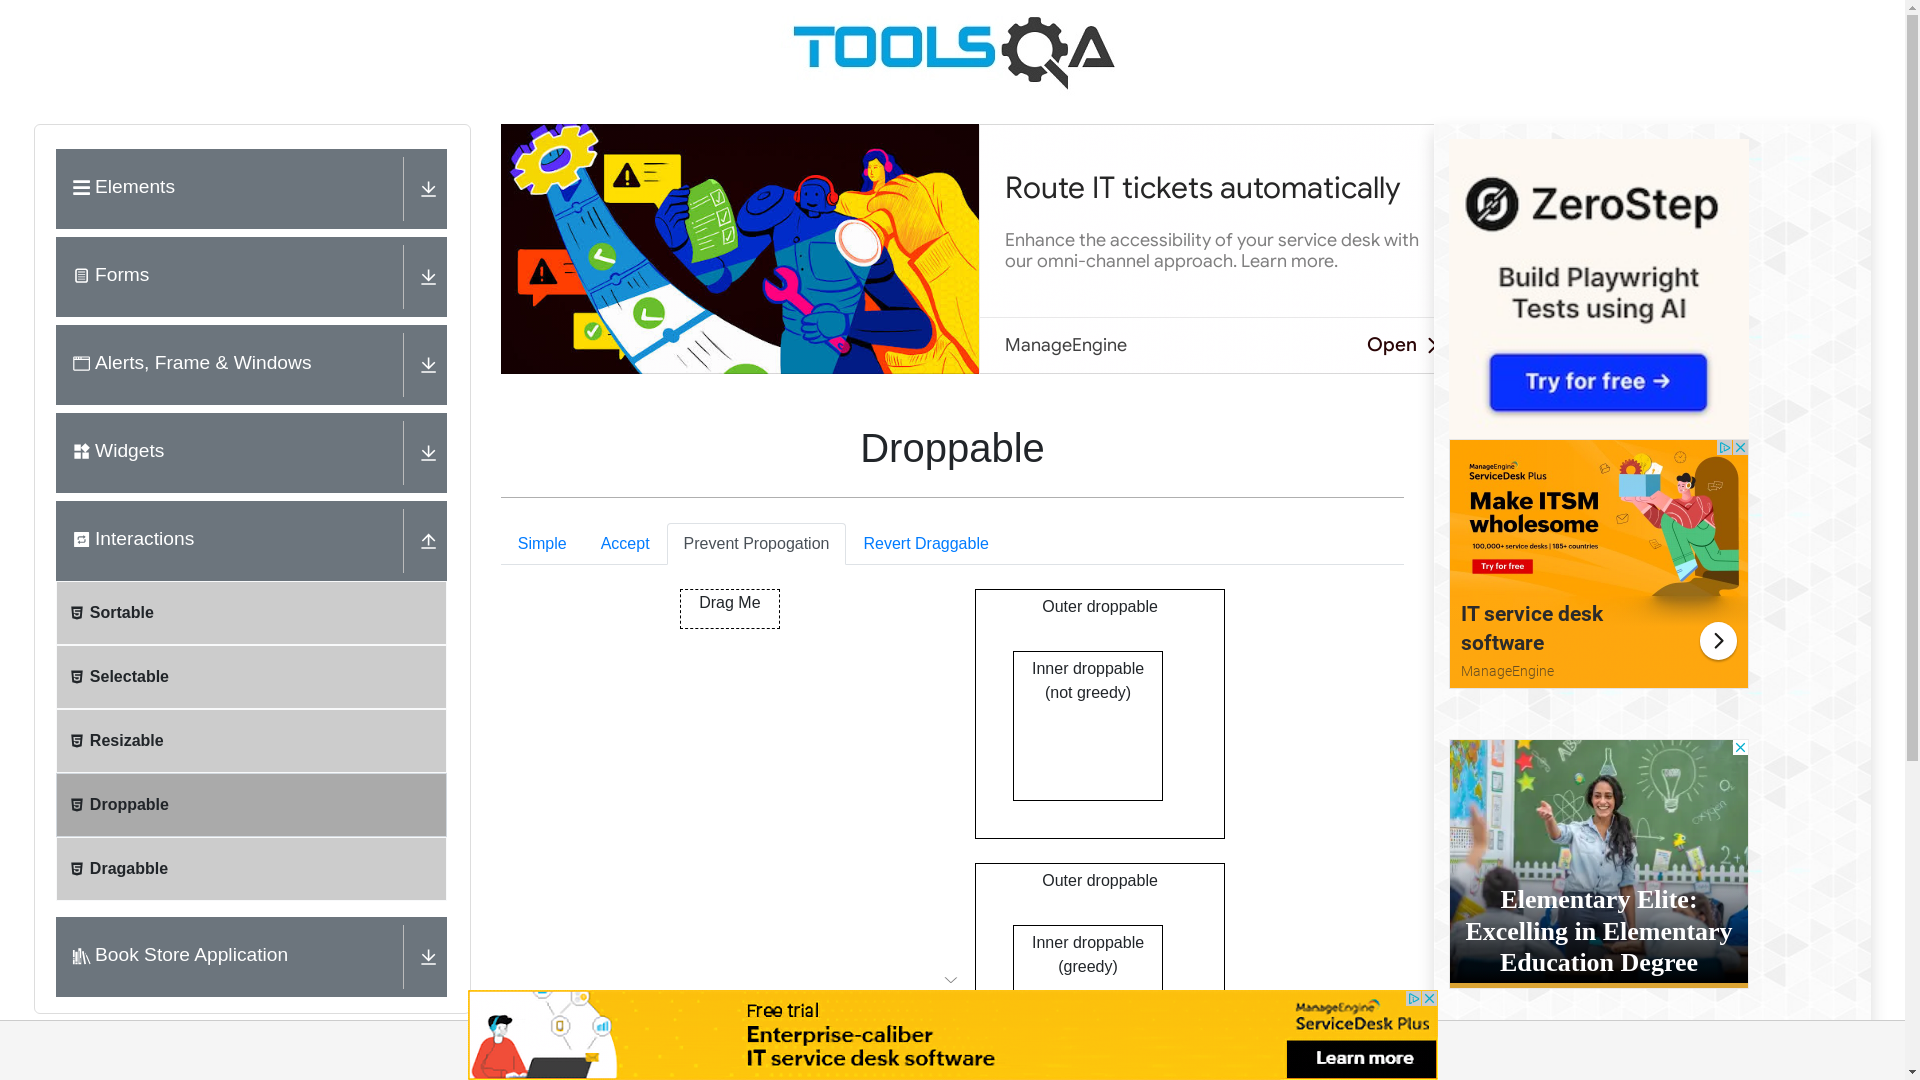 TOOLSQA
Elements
Forms
Alerts, Frame & Windows
Widgets
Interactions
Sortable
Selectable
Resizable
Droppable
Dragabble
Book Store Application
Route IT tickets automatically
Enhance the accessibility of your service desk with
our omni-channel approach. Learn more.
ManageEngine
Open
Droppable
Simple
Accept
Prevent Propogation
Revert Draggable
Drag Me
Outer droppable
Inner droppable
(not greedy)
Outer droppable
Inner droppable
(greedy)
ZeroStep
Build Playwright
Tests using AI
Try for free →
ManageEngine
ServiceDesk Plus
Make ITSM
wholesome
100,000+ service desks | 185+ countries
Try for free
IT service desk
software
ManageEngine
Elementary Elite:
Excelling in Elementary
Education Degree
Free trial
Enterprise-caliber
IT service desk software
ManageEngine
ServiceDesk Plus
Learn more